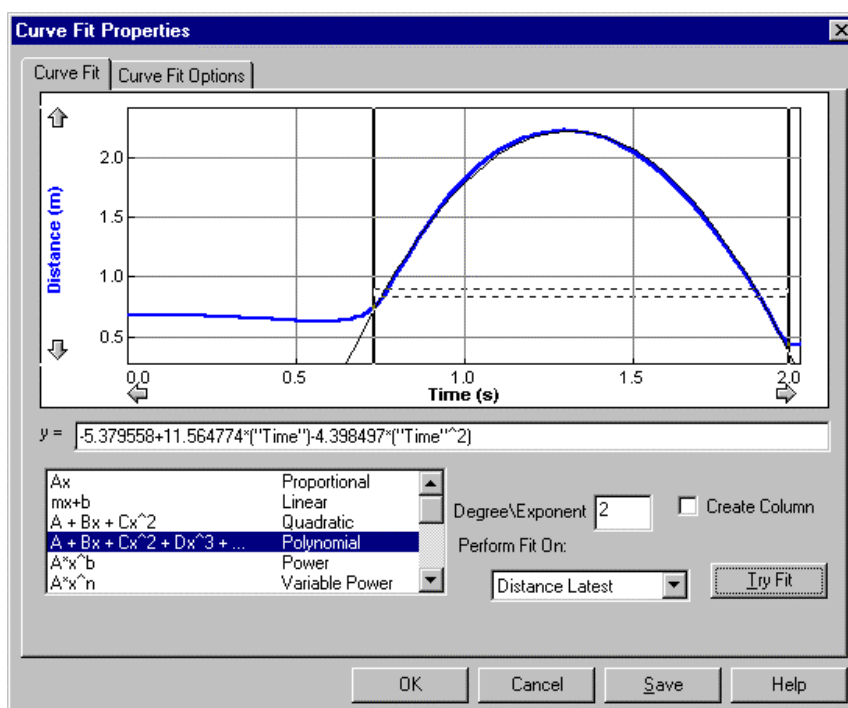 Curve Fit Properties
Curve Fit
Curve Fit Options
Distance (m)
2.0
1.5
1.0
0.5
0.0
0.5
1.0
1.5
2.0
Time (s)
y = -5.379558+11.564774*("Time")-4.398497*("Time"^2)
Ax Proportional
mx+b Linear
A + Bx + Cx^2 Quadratic
A + Bx + Cx^2 + Dx^3 + ... Polynomial
A*x^b Power
A*x^n Variable Power
Degree\Exponent 2
Create Column
Perform Fit On:
Distance Latest
Try Fit
OK
Cancel
Save
Help